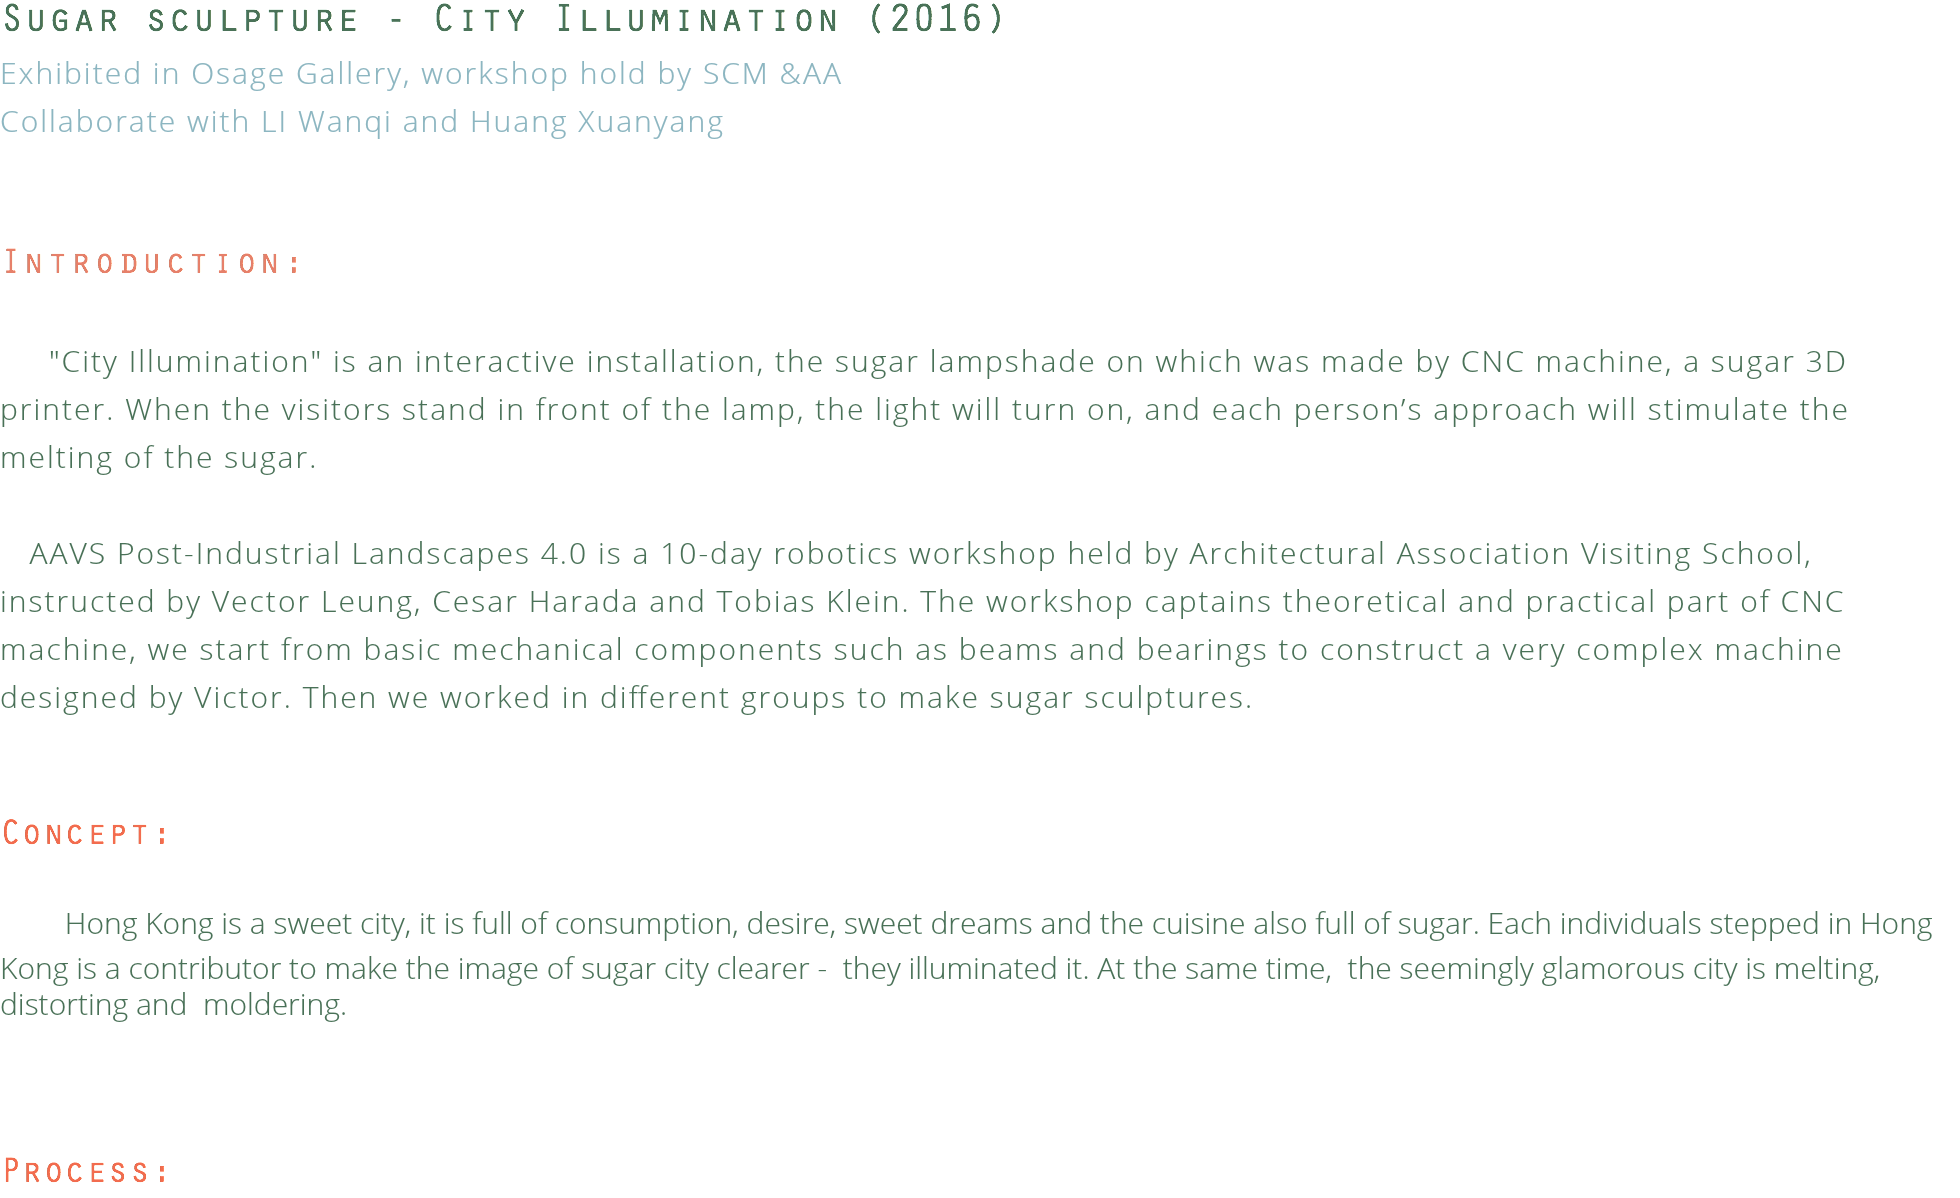 Sugar sculpture - City Illumination (2016)
Exhibited in Osage Gallery, workshop hold by SCM &AA
Collaborate with LI Wanqi and Huang Xuanyang
Introduction:
"City Illumination" is an interactive installation, the sugar lampshade on which was made by CNC machine, a sugar 3D
printer. When the visitors stand in front of the lamp, the light will turn on, and each person’s approach will stimulate the
melting of the sugar.
AAVS Post-Industrial Landscapes 4.0 is a 10-day robotics workshop held by Architectural Association Visiting School,
instructed by Vector Leung, Cesar Harada and Tobias Klein. The workshop captains theoretical and practical part of CNC
machine, we start from basic mechanical components such as beams and bearings to construct a very complex machine
designed by Victor. Then we worked in different groups to make sugar sculptures.
Concept:
Hong Kong is a sweet city, it is full of consumption, desire, sweet dreams and the cuisine also full of sugar. Each individuals stepped in Hong
Kong is a contributor to make the image of sugar city clearer -  they illuminated it. At the same time,  the seemingly glamorous city is melting,
distorting and  moldering.
Process: